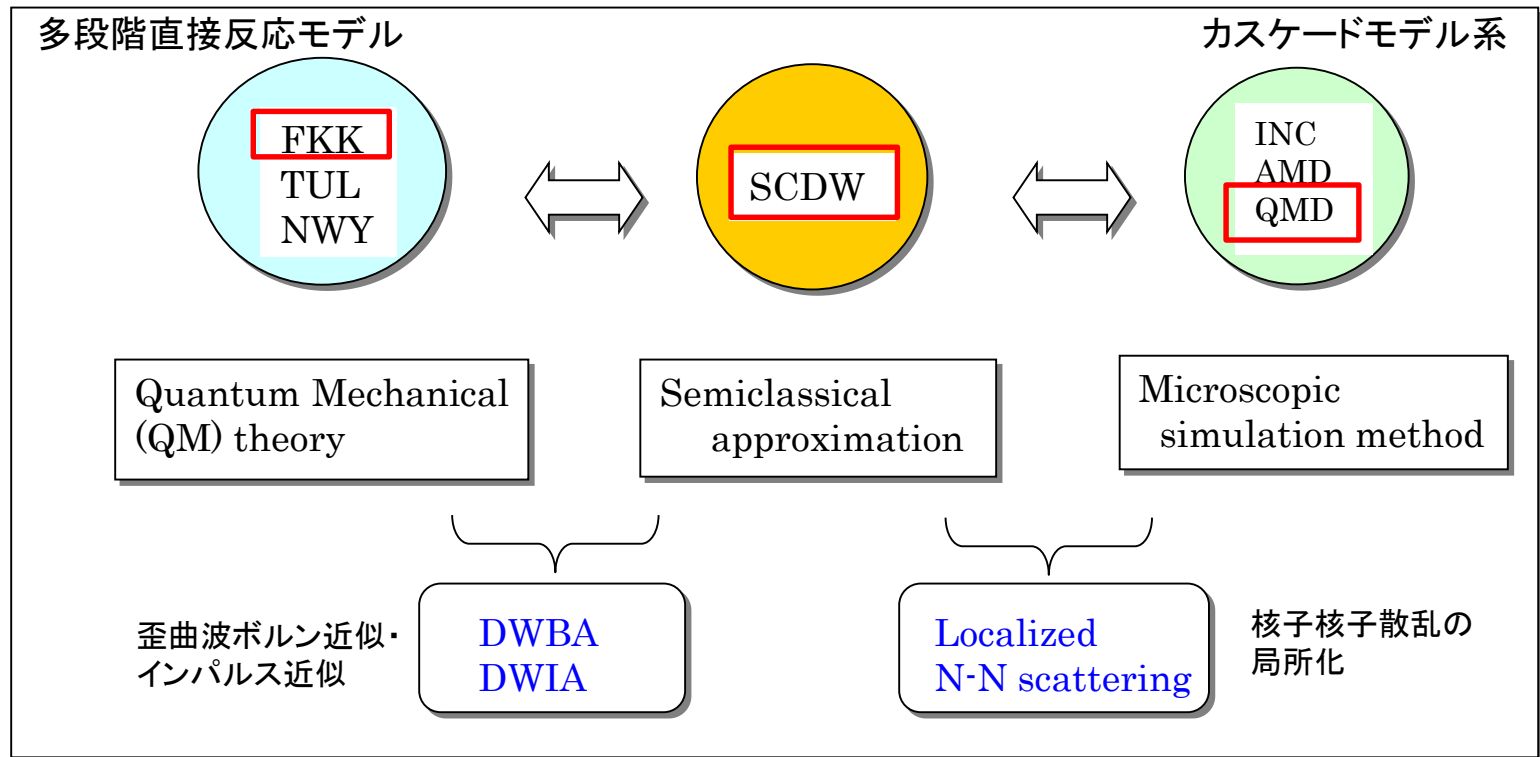 多段階直接反応モデル
カスケードモデル系
FKK
TUL
NWY
SCDW
INC
AMD
QMD
Quantum Mechanical
(QM) theory
Semiclassical
approximation
Microscopic
simulation method
歪曲波ボルン近似・
インパルス近似
DWBA
DWIA
Localized
N-N scattering
核子核子散乱の
局所化